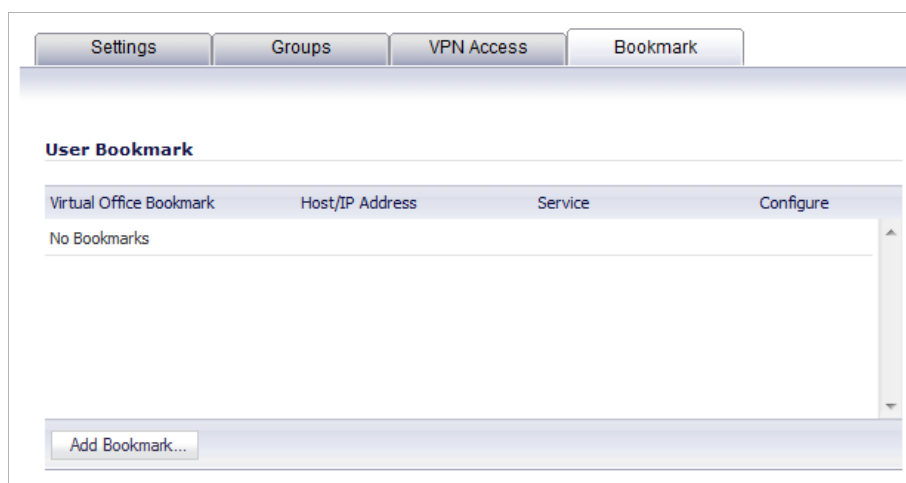 Settings Groups VPN Access Bookmark
User Bookmark
Virtual Office Bookmark Host/IP Address Service Configure
No Bookmarks
Add Bookmark...